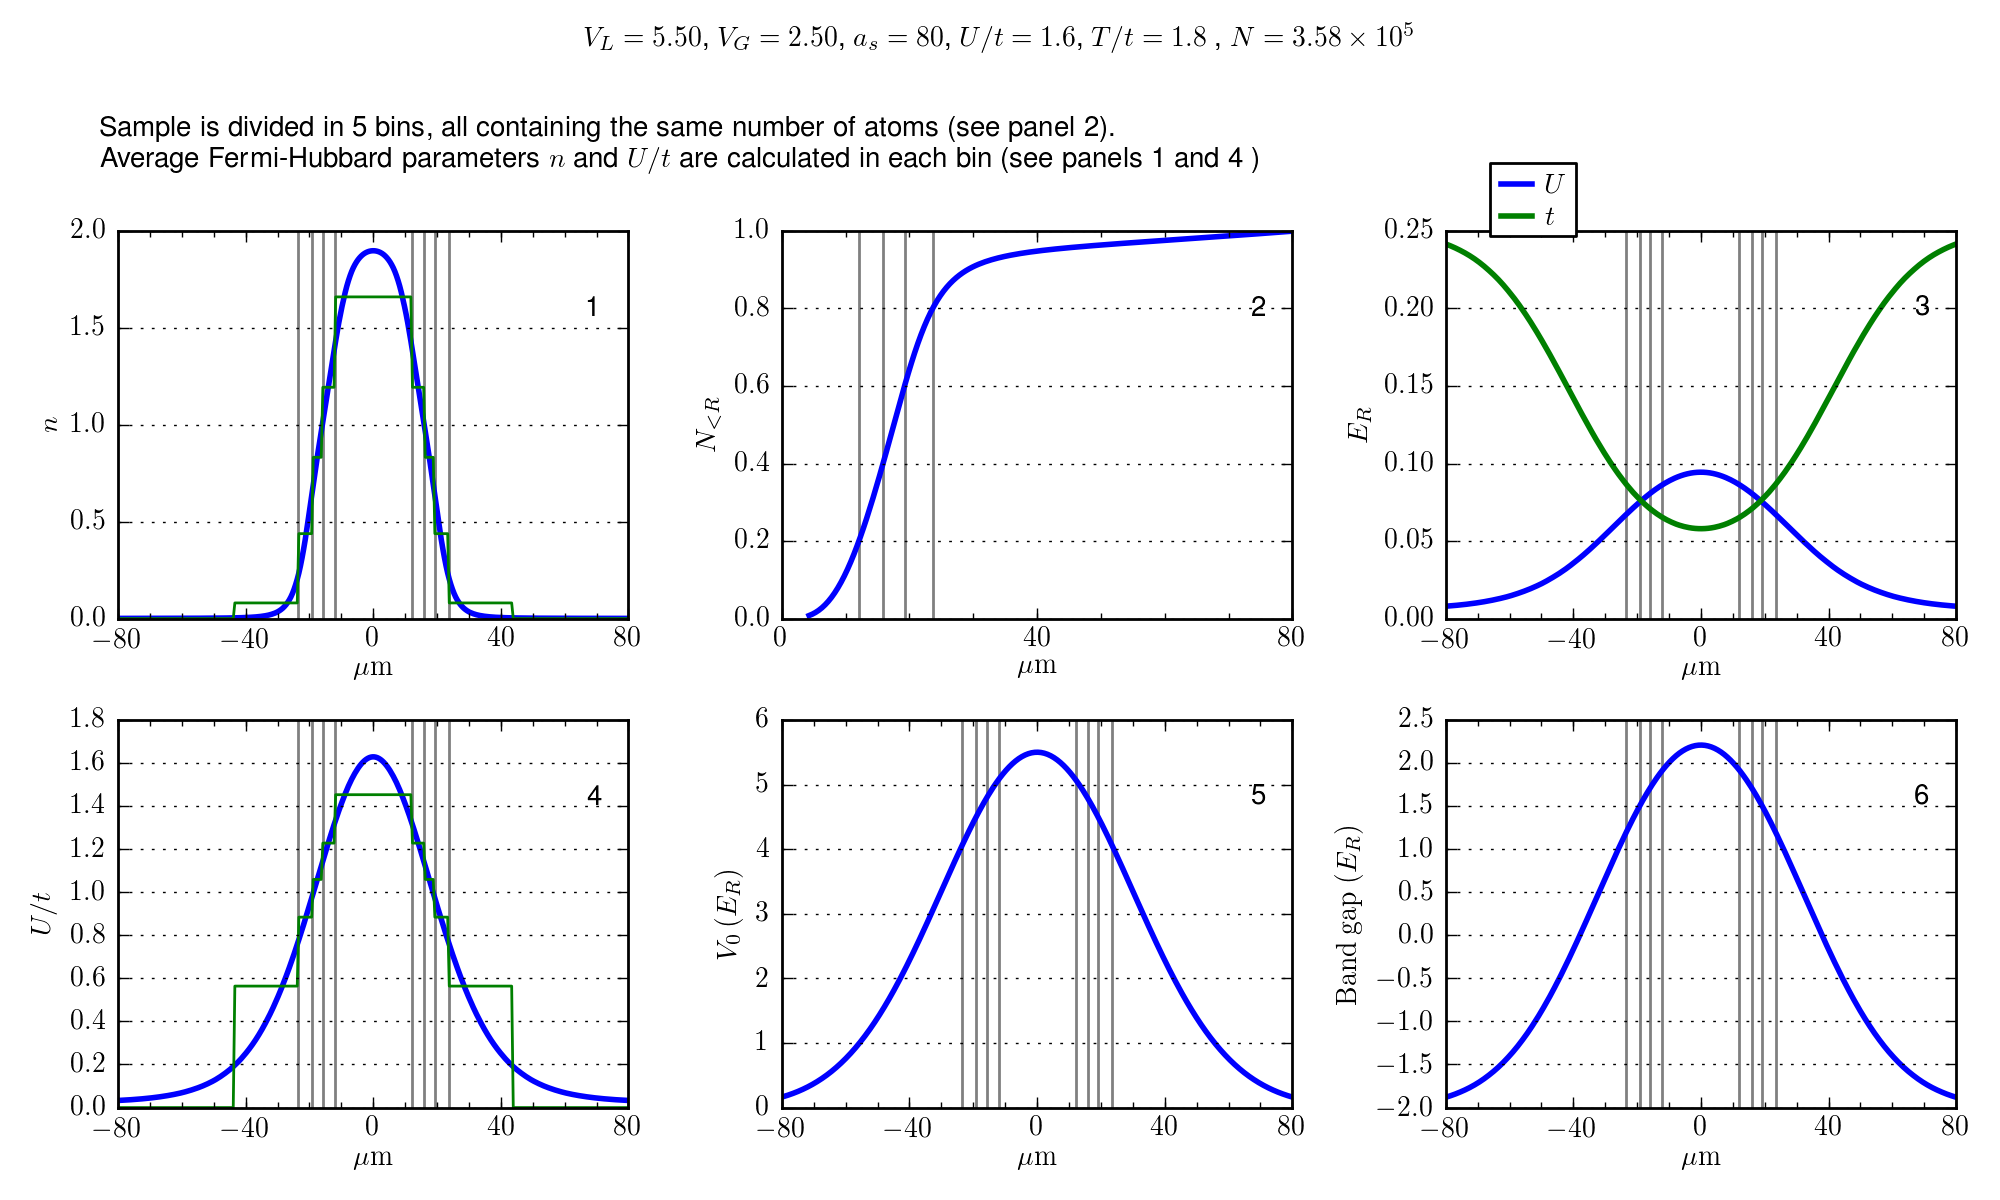 V_L = 5.50, V_G = 2.50, a_s = 80, U/t = 1.6, T/t = 1.8 , N = 3.58 × 10^5
Sample is divided in 5 bins, all containing the same number of atoms (see panel 2).
Average Fermi-Hubbard parameters n and U/t are calculated in each bin (see panels 1 and 4 )
U
t
2.0
1.5
1.0
0.5
0.0
n
1
−80 −40 0 40 80
μm
1.0
0.8
0.6
0.4
0.2
0.0
N_{<R}
2
0 40 80
μm
0.25
0.20
0.15
0.10
0.05
0.00
E_R
3
−80 −40 0 40 80
μm
1.8
1.6
1.4
1.2
1.0
0.8
0.6
0.4
0.2
0.0
U/t
4
−80 −40 0 40 80
μm
6
5
4
3
2
1
0
V_0 (E_R)
5
−80 −40 0 40 80
μm
2.5
2.0
1.5
1.0
0.5
0.0
−0.5
−1.0
−1.5
−2.0
Band gap (E_R)
6
−80 −40 0 40 80
μm